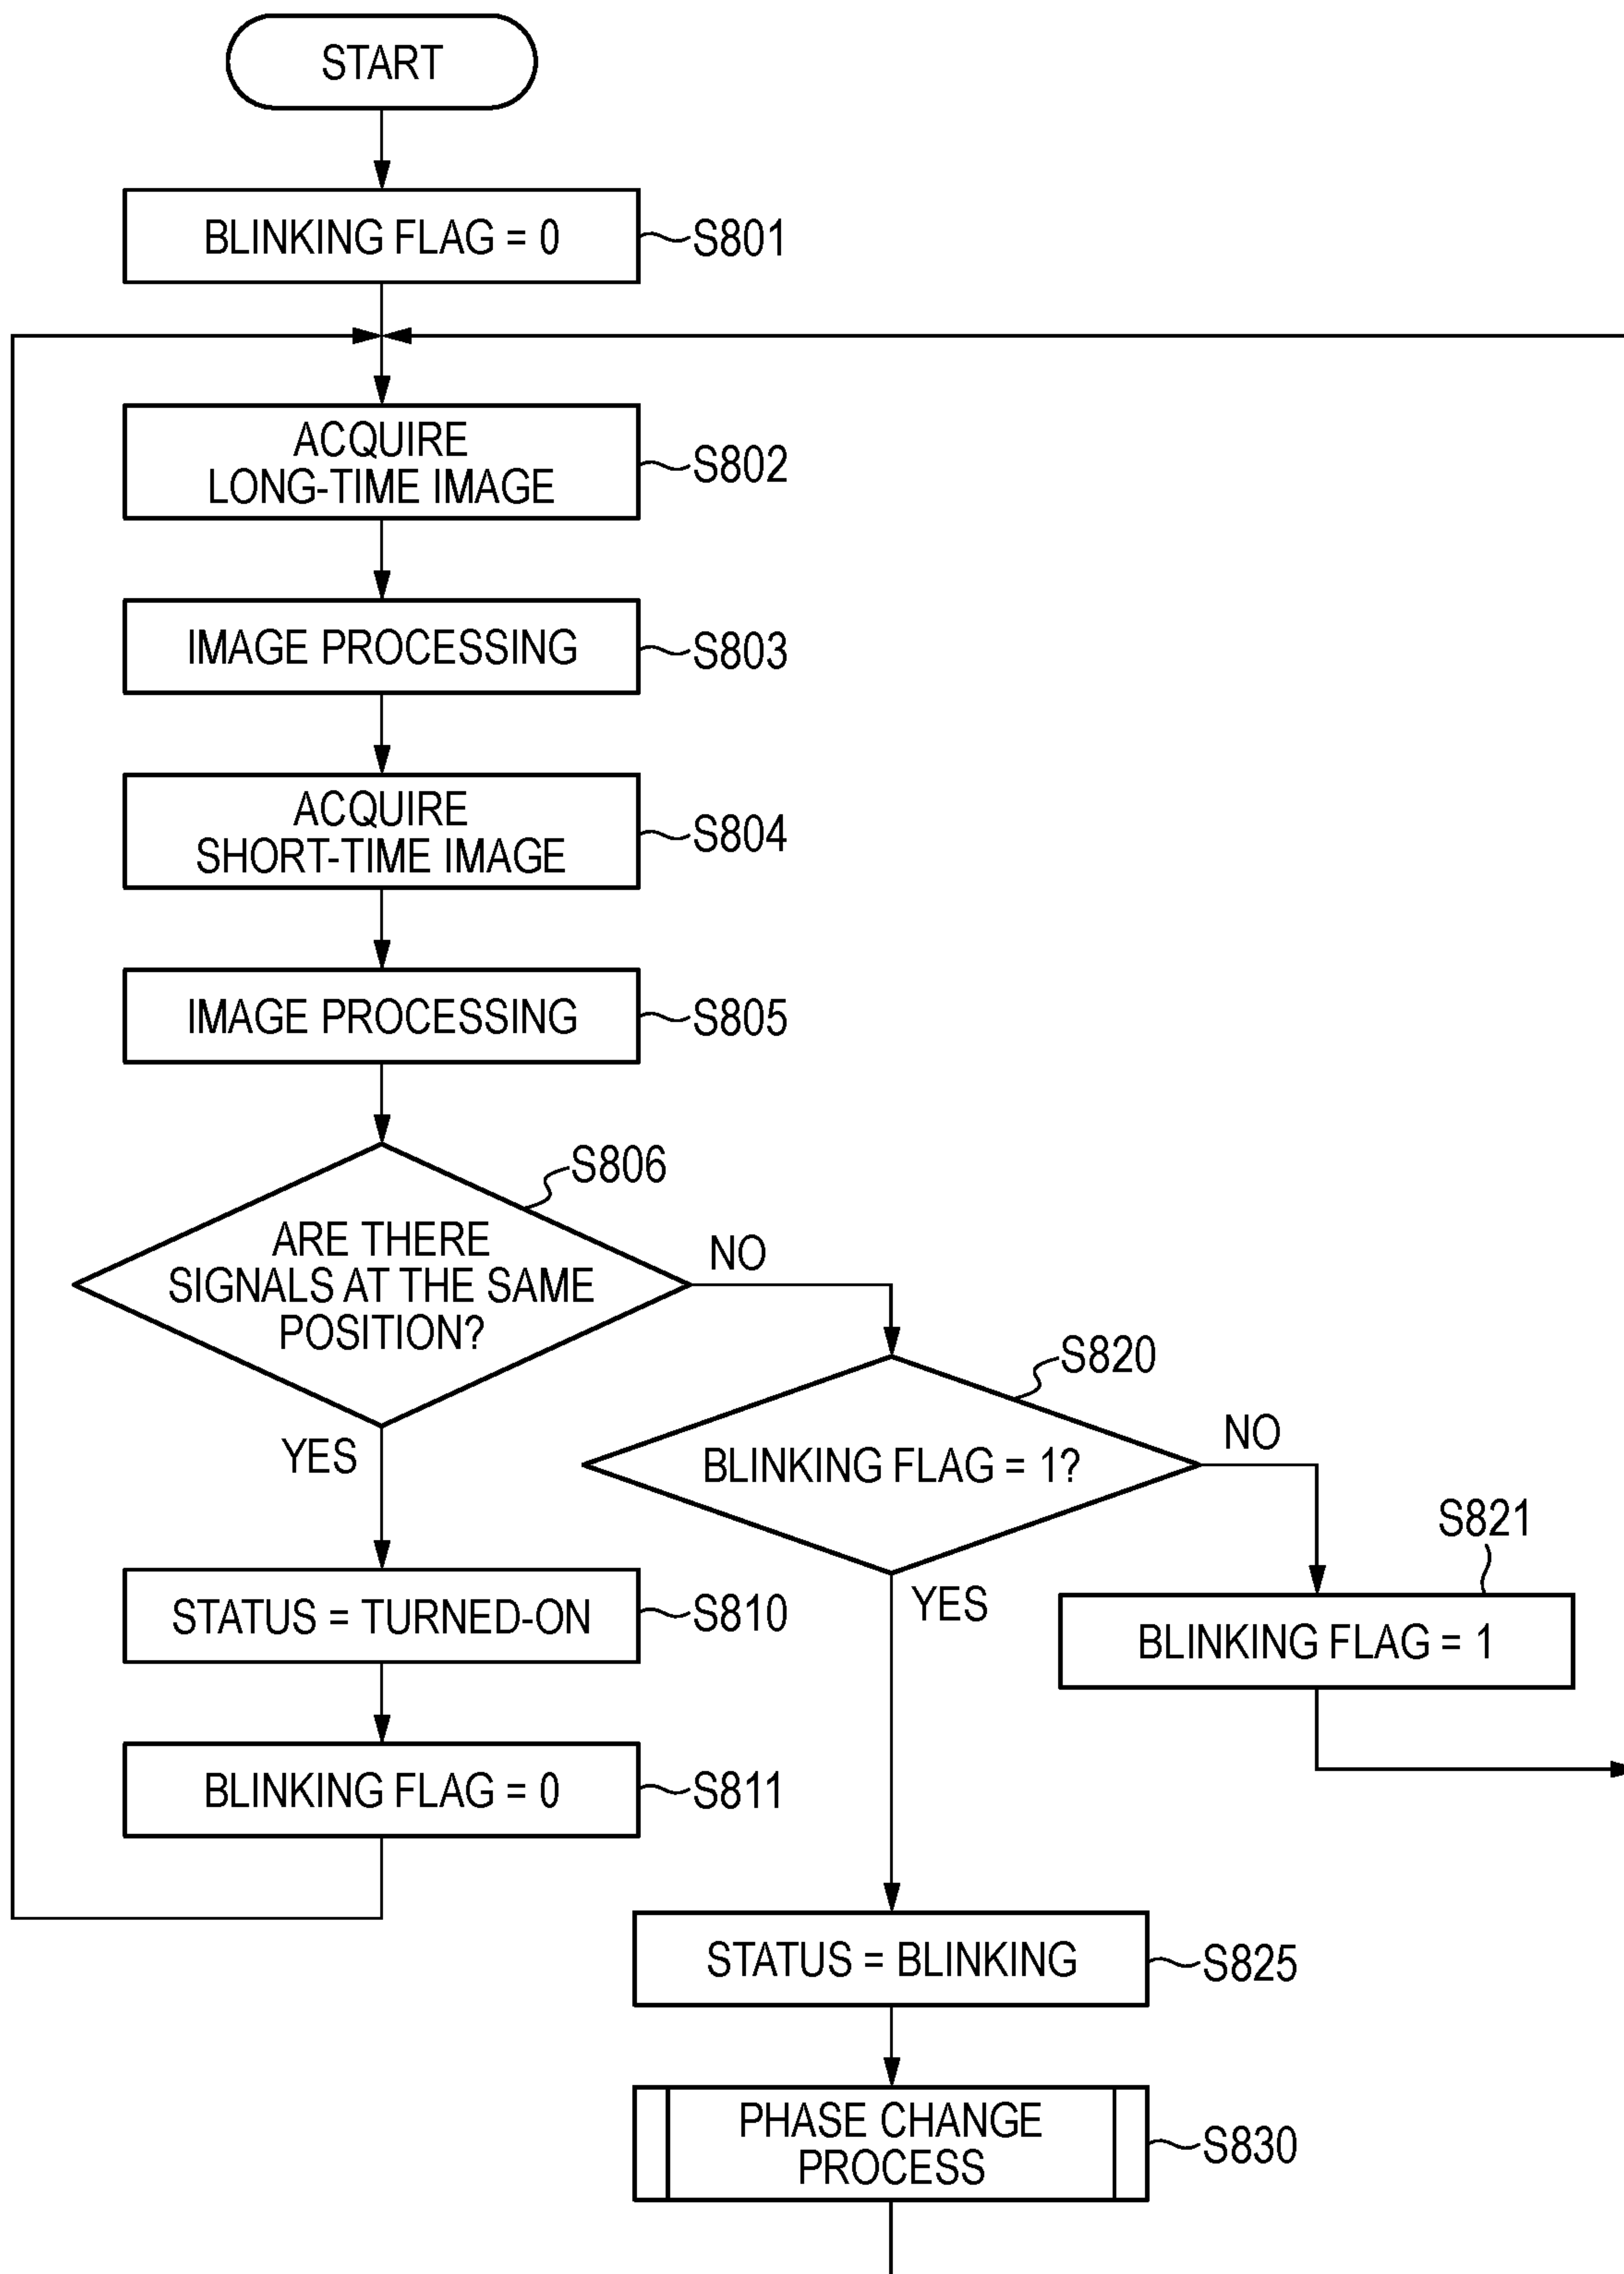 START
BLINKING FLAG = 0
S801
ACQUIRE
LONG-TIME IMAGE
S802
IMAGE PROCESSING
S803
ACQUIRE
SHORT-TIME IMAGE
S804
IMAGE PROCESSING
S805
S806
ARE THERE
SIGNALS AT THE SAME
POSITION?
NO
YES
S820
BLINKING FLAG = 1?
NO
YES
S821
BLINKING FLAG = 1
STATUS = TURNED-ON
S810
BLINKING FLAG = 0
S811
STATUS = BLINKING
S825
PHASE CHANGE
PROCESS
S830